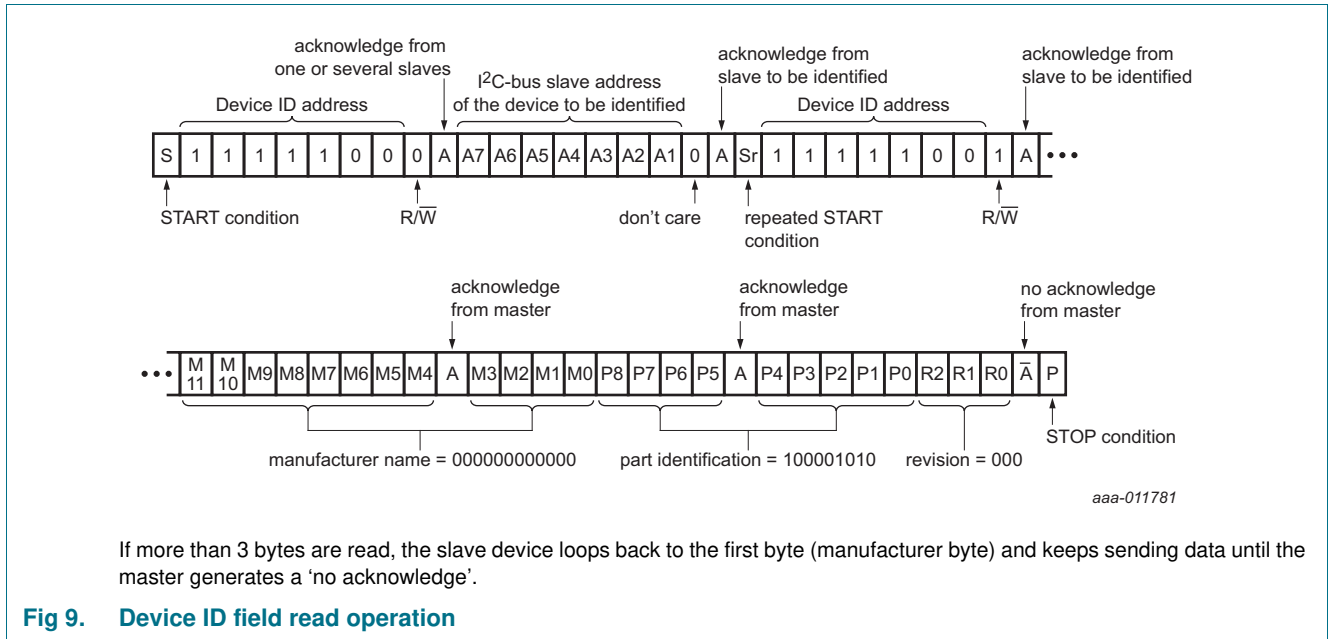 acknowledge from
one or several slaves
I2C-bus slave address
of the device to be identified
acknowledge from
slave to be identified
acknowledge from
slave to be identified
Device ID address
Device ID address
S 1 1 1 1 1 0 0 0 A A7 A6 A5 A4 A3 A2 A1 0 A Sr 1 1 1 1 1 0 0 1 A •••
START condition
R/W̅
don't care
repeated START
condition
R/W̅
acknowledge
from master
acknowledge
from master
no acknowledge
from master
••• M11 M10 M9 M8 M7 M6 M5 M4 A M3 M2 M1 M0 P8 P7 P6 P5 A P4 P3 P2 P1 P0 R2 R1 R0 A̅ P
STOP condition
manufacturer name = 000000000000
part identification = 100001010
revision = 000
aaa-011781
If more than 3 bytes are read, the slave device loops back to the first byte (manufacturer byte) and keeps sending data until the
master generates a ‘no acknowledge’.
Fig 9. Device ID field read operation